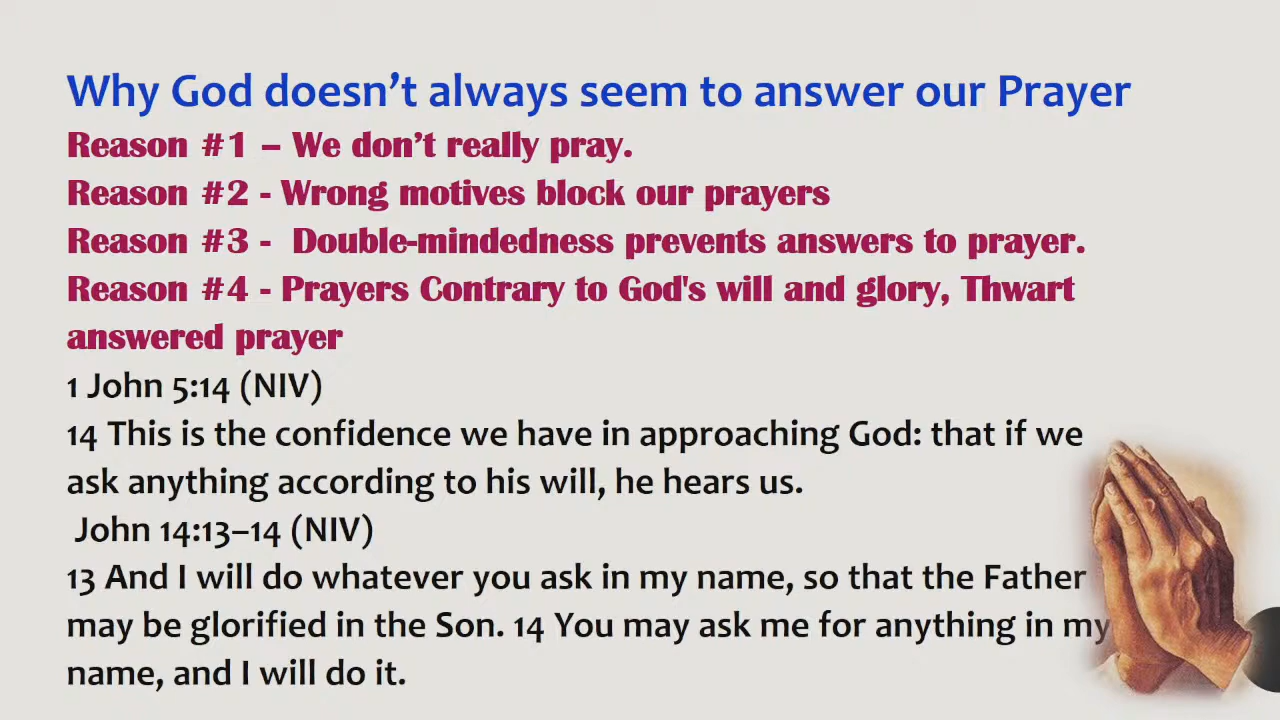 Why God doesn’t always seem to answer our Prayer
Reason #1 – We don’t really pray.
Reason #2 - Wrong motives block our prayers
Reason #3 -  Double-mindedness prevents answers to prayer.
Reason #4 - Prayers Contrary to God's will and glory, Thwart
answered prayer
1 John 5:14 (NIV)
14 This is the confidence we have in approaching God: that if we
ask anything according to his will, he hears us.
John 14:13–14 (NIV)
13 And I will do whatever you ask in my name, so that the Father
may be glorified in the Son. 14 You may ask me for anything in my
name, and I will do it.